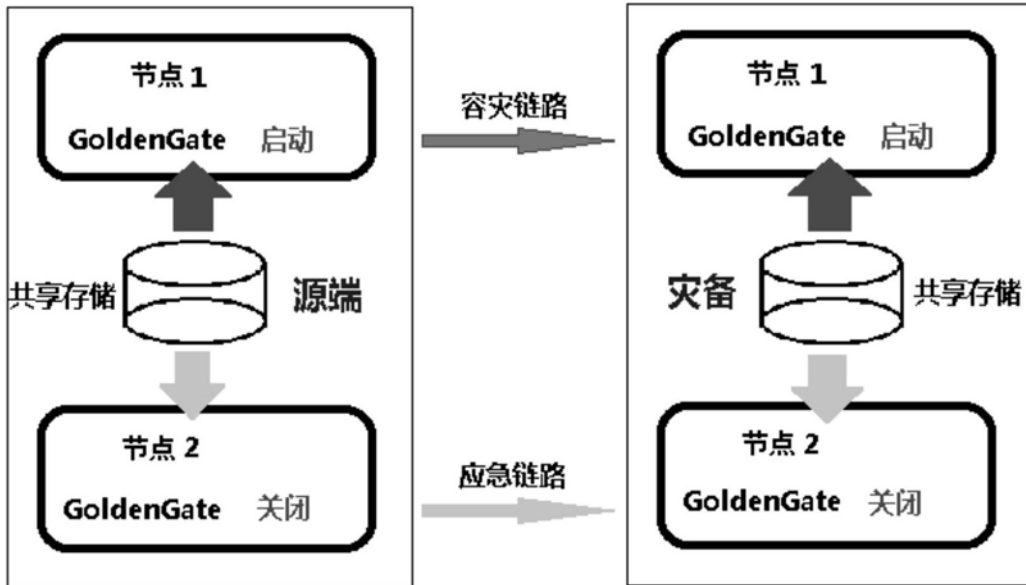 节点 1
GoldenGate 启动
共享存储
源端
节点 2
GoldenGate 关闭
容灾链路
应急链路
节点 1
GoldenGate 启动
灾备
共享存储
节点 2
GoldenGate 关闭